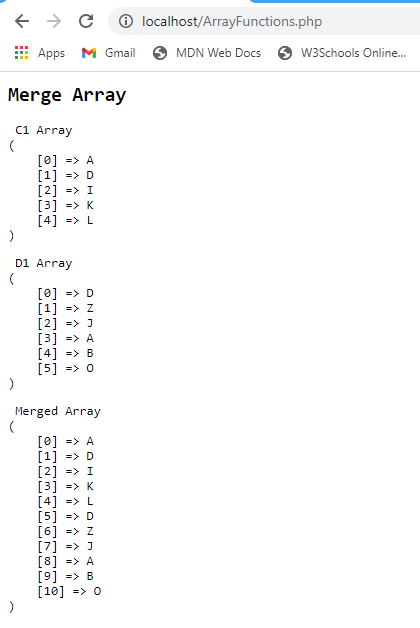 localhost/ArrayFunctions.php
Apps Gmail MDN Web Docs W3Schools Online...
Merge Array
C1 Array
(
[0] => A
[1] => D
[2] => I
[3] => K
[4] => L
)
D1 Array
(
[0] => D
[1] => Z
[2] => J
[3] => A
[4] => B
[5] => O
)
Merged Array
(
[0] => A
[1] => D
[2] => I
[3] => K
[4] => L
[5] => D
[6] => Z
[7] => J
[8] => A
[9] => B
[10] => O
)